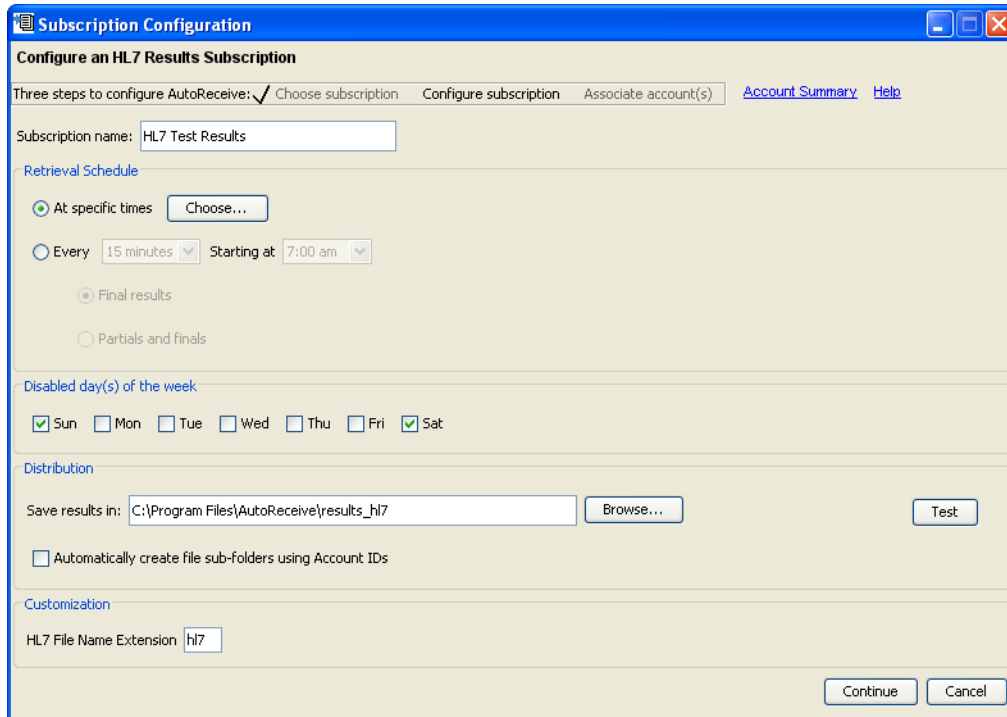 Subscription Configuration
Configure an HL7 Results Subscription
Three steps to configure AutoReceive: Choose subscription Configure subscription Associate account(s) Account Summary Help
Subscription name: HL7 Test Results
Retrieval Schedule
At specific times Choose...
Every 15 minutes Starting at 7:00 am
Final results
Partials and finals
Disabled day(s) of the week
Sun Mon Tue Wed Thu Fri Sat
Distribution
Save results in: C:\Program Files\AutoReceive\results_hl7 Browse... Test
Automatically create file sub-folders using Account IDs
Customization
HL7 File Name Extension hl7
Continue Cancel